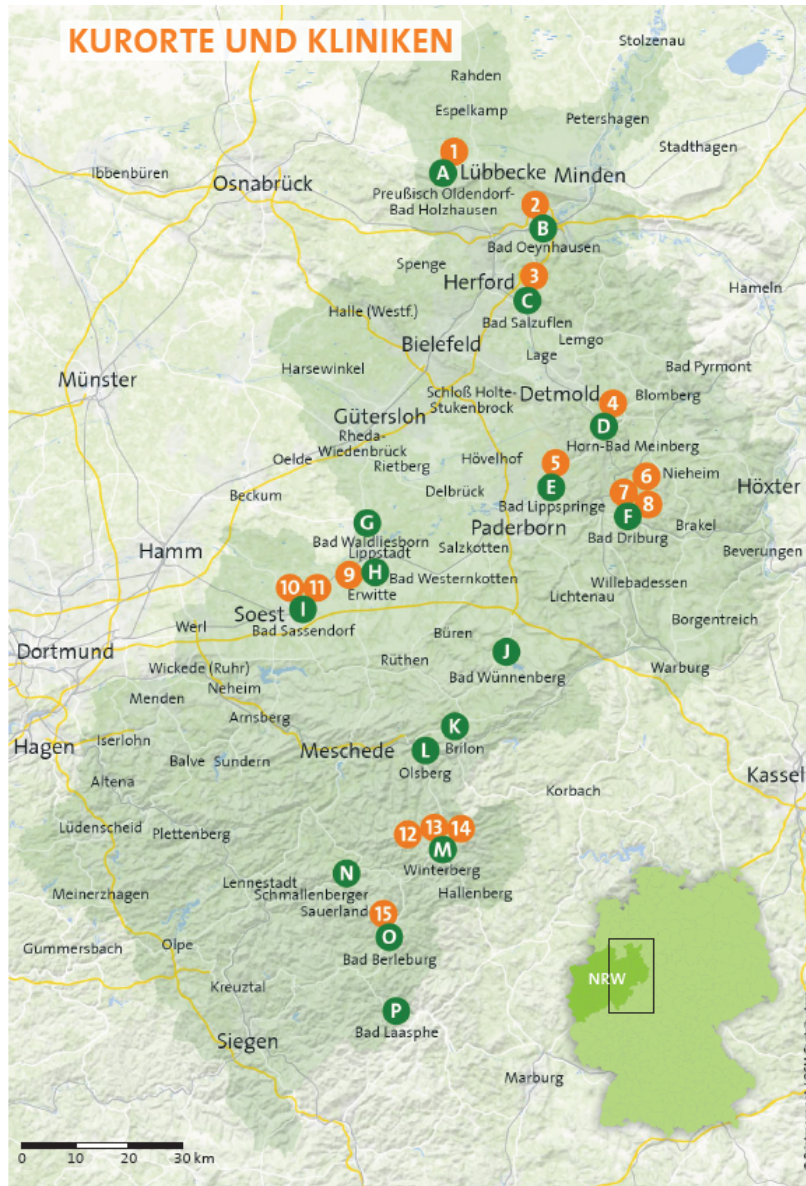 KURORTE UND KLINIKEN
Stolzenau
Rahden
Espelkamp
Petershagen
Stadthagen
1
Ibbenbüren
A
Lübbecke
Minden
Osnabrück
Preußisch Oldendorf-
Bad Holzhausen
2
B
Bad Oeynhausen
Spenge
Herford
3
Hameln
C
Halle (Westf.)
Bad Salzuflen
Lemgo
Bielefeld
Lage
Harsewinkel
Bad Pyrmont
Münster
Schloß Holte-
Stukenbrock
Detmold
4
Blomberg
Gütersloh
D
Rheda-
Wiedenbrück
Horn-Bad Meinberg
Oelde
Rietberg
Hövelhof
5
6
Nieheim
Höxter
Beckum
Delbrück
E
7
8
Bad Lippspringe
G
Paderborn
F
Brakel
Bad Waldliesborn
Bad Driburg
Lippstadt
Hamm
Salzkotten
Beverungen
9
H
Bad Westernkotten
10
11
Erwitte
Willebadessen
Lichtenau
Soest
I
Bad Sassendorf
Borgentreich
Werl
Büren
Dortmund
J
Wickede (Ruhr)
Rüthen
Bad Wünnenberg
Warburg
Neheim
Menden
Arnsberg
K
Hagen
Iserlohn
Meschede
L
Brilon
Balve
Sundern
Olsberg
Kassel
Altena
Korbach
Lüdenscheid
Plettenberg
12
13
14
M
Winterberg
N
Lennestadt
Schmallenberger
Sauerland
Hallenberg
Meinerzhagen
15
O
Gummersbach
Olpe
Bad Berleburg
NRW
Kreuztal
P
Bad Laasphe
Siegen
Marburg
0 10 20 30 km